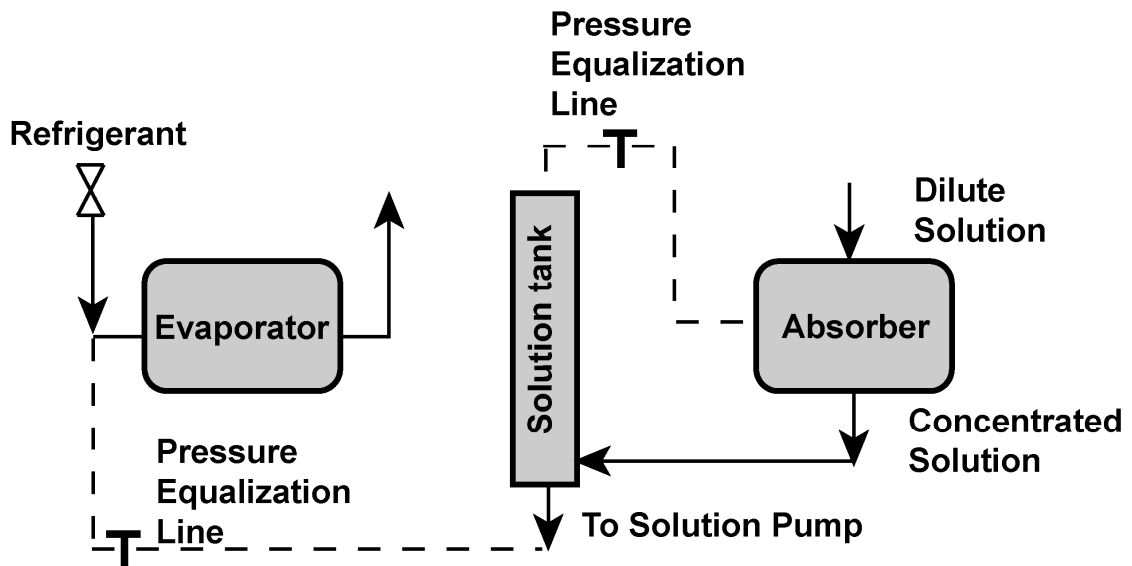 Pressure
Equalization
Line
Refrigerant
Dilute
Solution
Evaporator
Solution tank
Absorber
Concentrated
Solution
Pressure
Equalization
Line
To Solution Pump